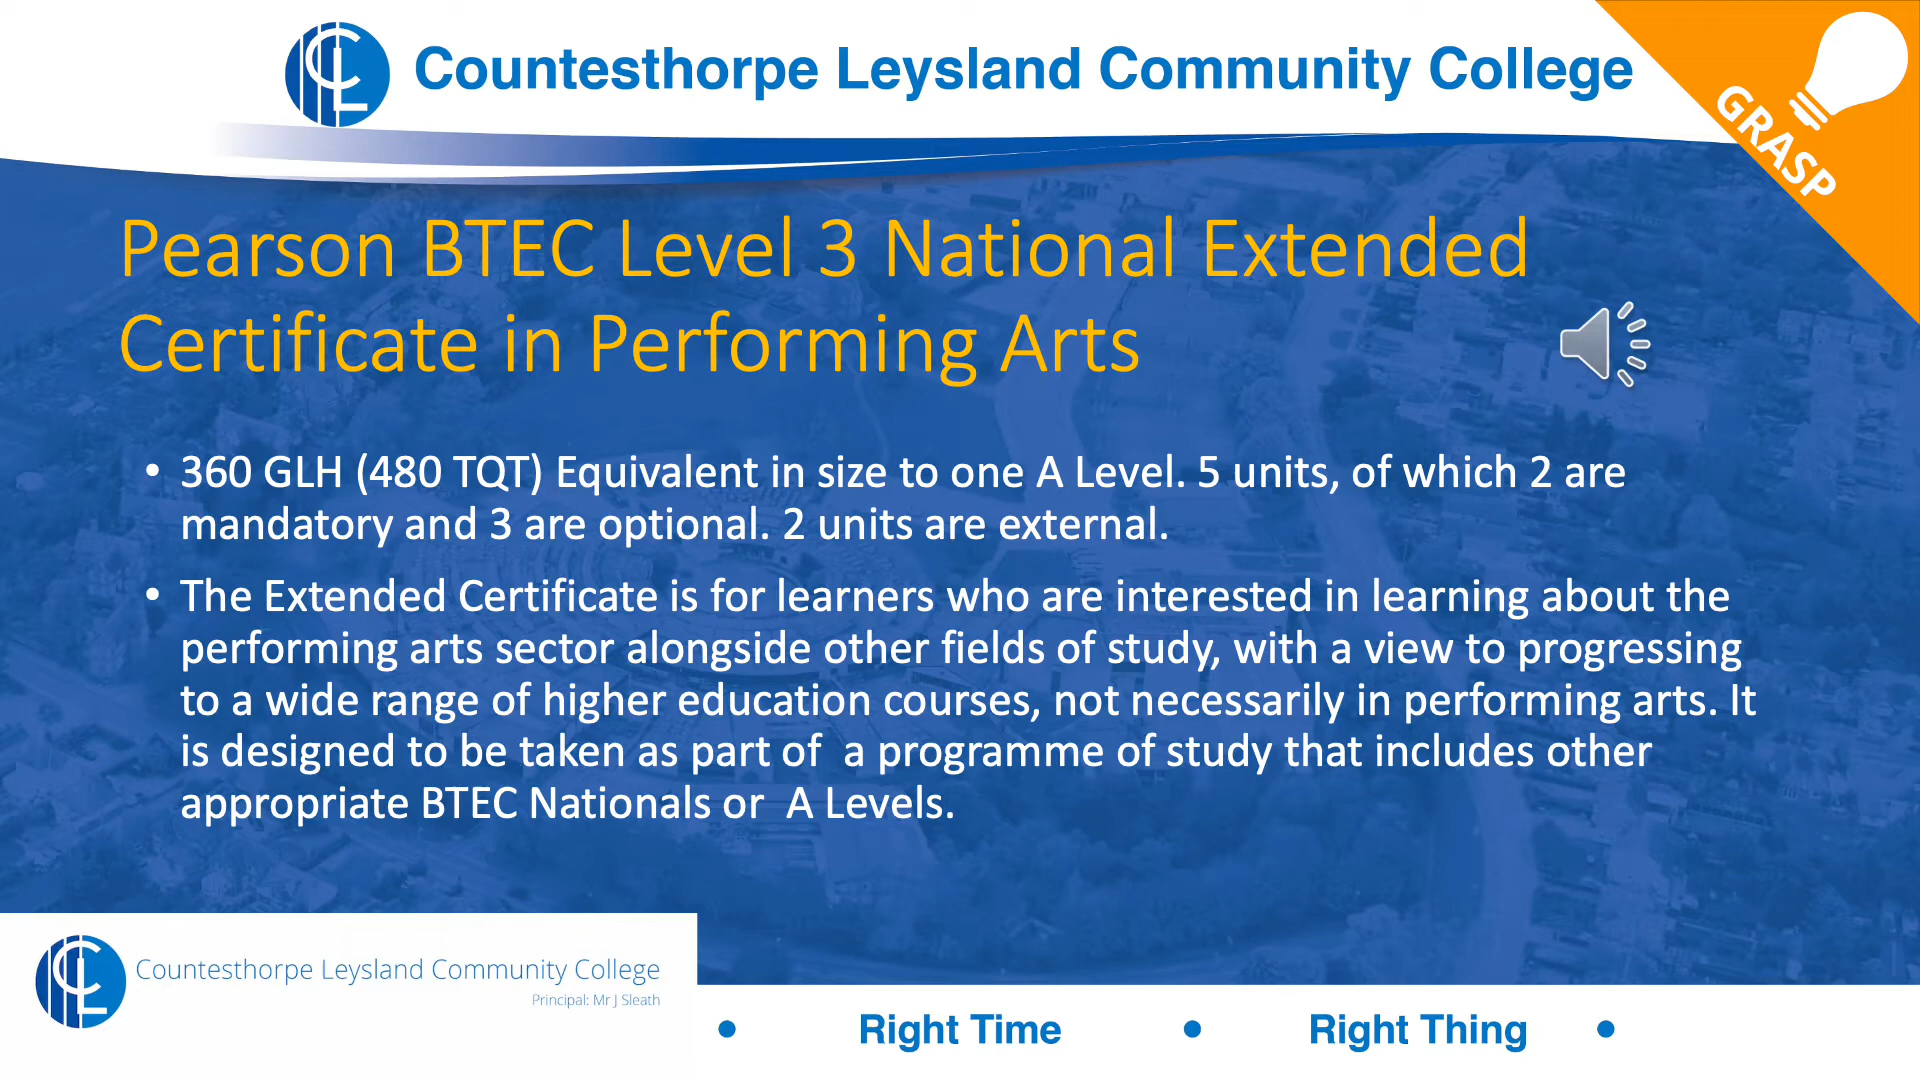 Countesthorpe Leysland Community College
GRASP
Pearson BTEC Level 3 National Extended
Certificate in Performing Arts
• 360 GLH (480 TQT) Equivalent in size to one A Level. 5 units, of which 2 are
mandatory and 3 are optional. 2 units are external.
• The Extended Certificate is for learners who are interested in learning about the
performing arts sector alongside other fields of study, with a view to progressing
to a wide range of higher education courses, not necessarily in performing arts. It
is designed to be taken as part of  a programme of study that includes other
appropriate BTEC Nationals or  A Levels.
Countesthorpe Leysland Community College
Principal: Mr J Sleath
• Right Time • Right Thing •